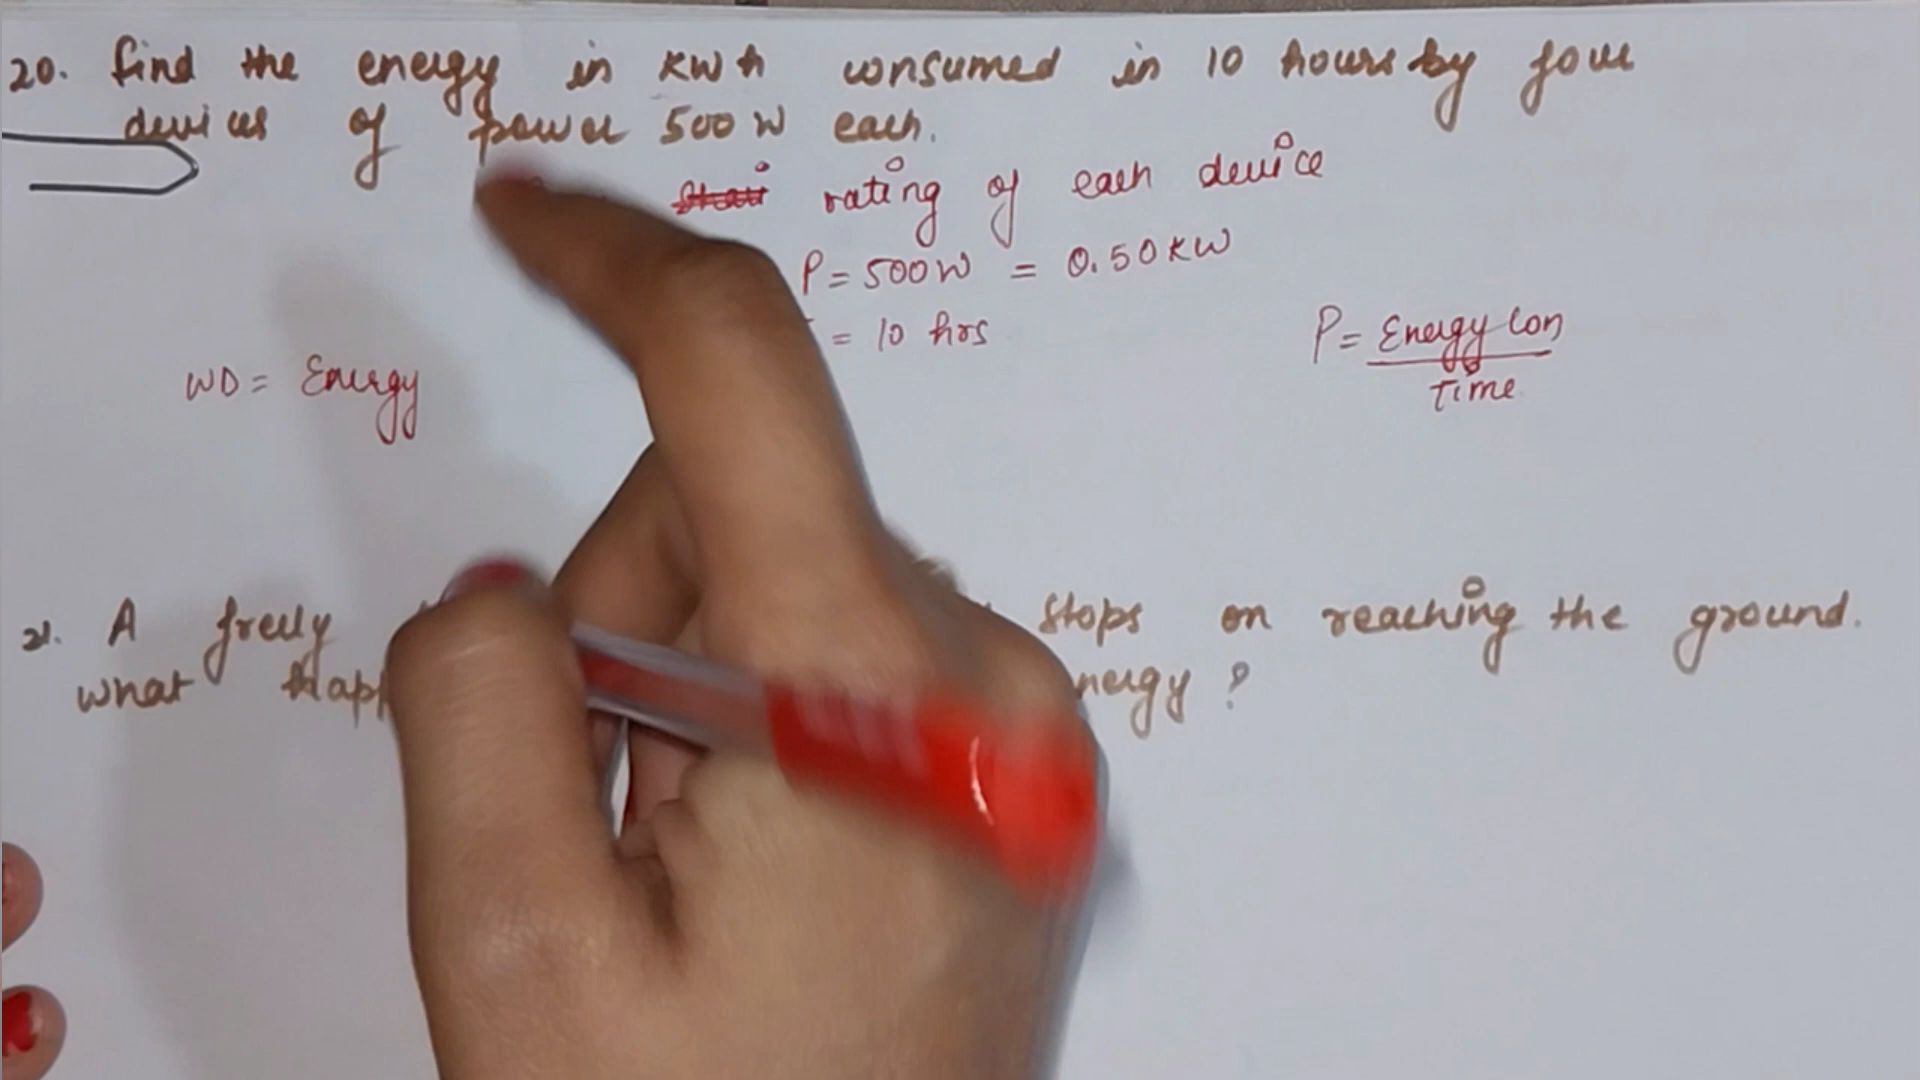 20. find the energy in kwh consumed in 10 hours by four
devices of power 500 W each.
rating of each device
P = 500W = 0.50KW
= 10 hrs
P = Energy Con
Time
WD = Energy
21. A freely stops on reaching the ground.
what ?